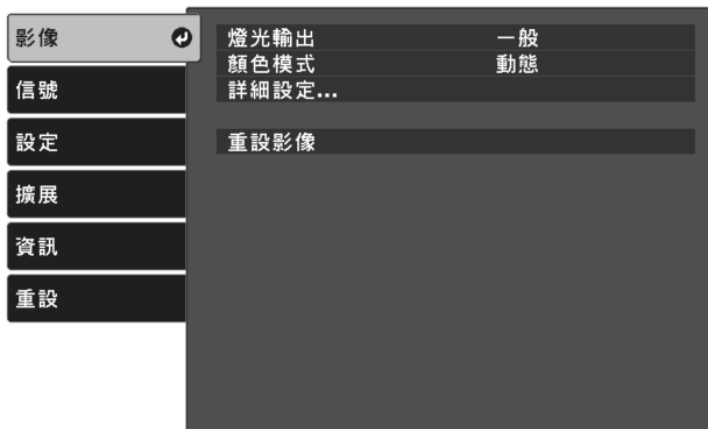 影像
信號
設定
擴展
資訊
重設
燈光輸出 一般
顏色模式 動態
詳細設定...
重設影像